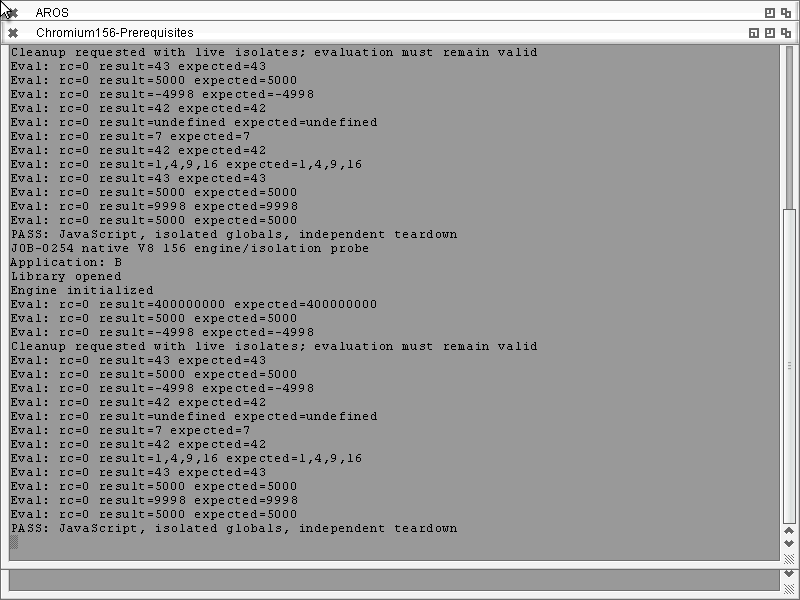 AROS
Chromium156-Prerequisites
Cleanup requested with live isolates; evaluation must remain valid
Eval: rc=0 result=43 expected=43
Eval: rc=0 result=5000 expected=5000
Eval: rc=0 result=-4998 expected=-4998
Eval: rc=0 result=42 expected=42
Eval: rc=0 result=undefined expected=undefined
Eval: rc=0 result=7 expected=7
Eval: rc=0 result=42 expected=42
Eval: rc=0 result=1,4,9,16 expected=1,4,9,16
Eval: rc=0 result=43 expected=43
Eval: rc=0 result=5000 expected=5000
Eval: rc=0 result=9998 expected=9998
Eval: rc=0 result=5000 expected=5000
PASS: JavaScript, isolated globals, independent teardown
JOB-0254 native V8 156 engine/isolation probe
Application: B
Library opened
Engine initialized
Eval: rc=0 result=400000000 expected=400000000
Eval: rc=0 result=5000 expected=5000
Eval: rc=0 result=-4998 expected=-4998
Cleanup requested with live isolates; evaluation must remain valid
Eval: rc=0 result=43 expected=43
Eval: rc=0 result=5000 expected=5000
Eval: rc=0 result=-4998 expected=-4998
Eval: rc=0 result=42 expected=42
Eval: rc=0 result=undefined expected=undefined
Eval: rc=0 result=7 expected=7
Eval: rc=0 result=42 expected=42
Eval: rc=0 result=1,4,9,16 expected=1,4,9,16
Eval: rc=0 result=43 expected=43
Eval: rc=0 result=5000 expected=5000
Eval: rc=0 result=9998 expected=9998
Eval: rc=0 result=5000 expected=5000
PASS: JavaScript, isolated globals, independent teardown